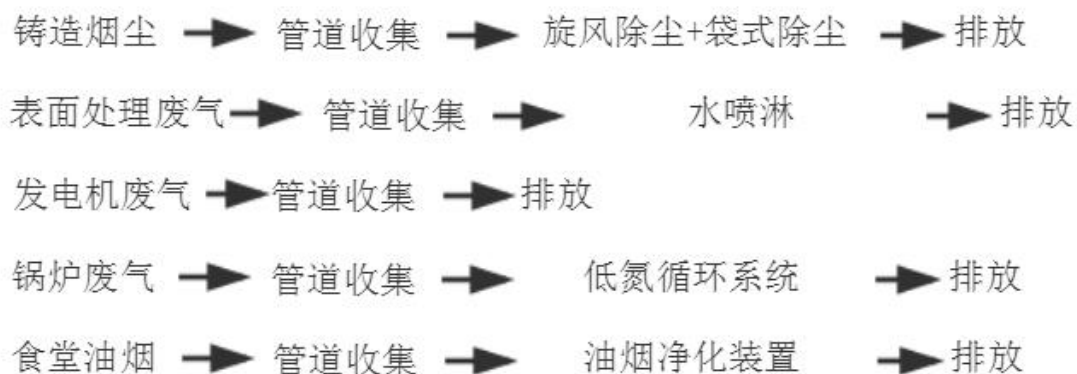 铸造烟尘 管道收集 旋风除尘+袋式除尘 排放
表面处理废气 管道收集 水喷淋 排放
发电机废气 管道收集 排放
锅炉废气 管道收集 低氮循环系统 排放
食堂油烟 管道收集 油烟净化装置 排放